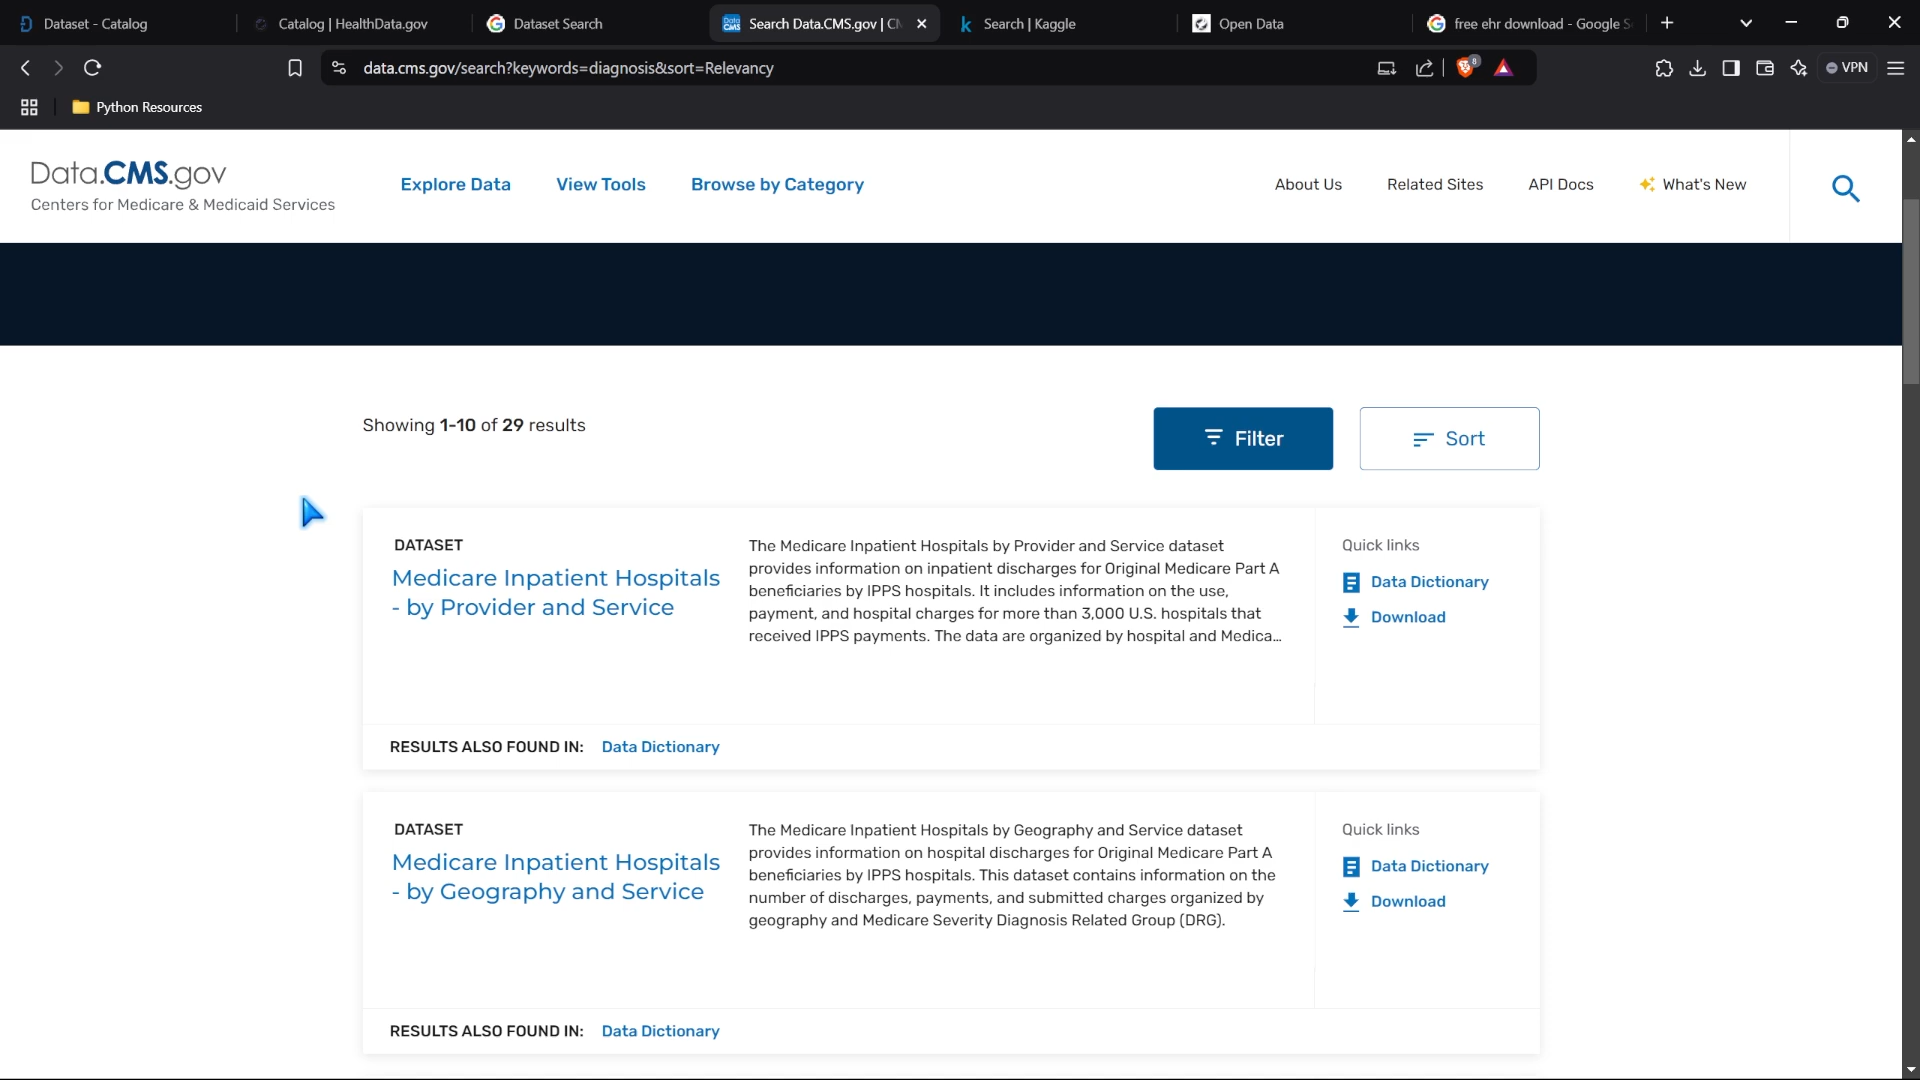 Dataset - Catalog
Catalog | HealthData.gov
Dataset Search
Search Data.CMS.gov | CM
Search | Kaggle
Open Data
free ehr download - Google S
data.cms.gov/search?keywords=diagnosis&sort=Relevancy
8
VPN
Python Resources
Data.CMS.gov
Centers for Medicare & Medicaid Services
Explore Data
View Tools
Browse by Category
About Us
Related Sites
API Docs
What's New
Showing 1-10 of 29 results
Filter
Sort
DATASET
Medicare Inpatient Hospitals
- by Provider and Service
The Medicare Inpatient Hospitals by Provider and Service dataset
provides information on inpatient discharges for Original Medicare Part A
beneficiaries by IPPS hospitals. It includes information on the use,
payment, and hospital charges for more than 3,000 U.S. hospitals that
received IPPS payments. The data are organized by hospital and Medica...
Quick links
Data Dictionary
Download
RESULTS ALSO FOUND IN: Data Dictionary
DATASET
Medicare Inpatient Hospitals
- by Geography and Service
The Medicare Inpatient Hospitals by Geography and Service dataset
provides information on hospital discharges for Original Medicare Part A
beneficiaries by IPPS hospitals. This dataset contains information on the
number of discharges, payments, and submitted charges organized by
geography and Medicare Severity Diagnosis Related Group (DRG).
Quick links
Data Dictionary
Download
RESULTS ALSO FOUND IN: Data Dictionary